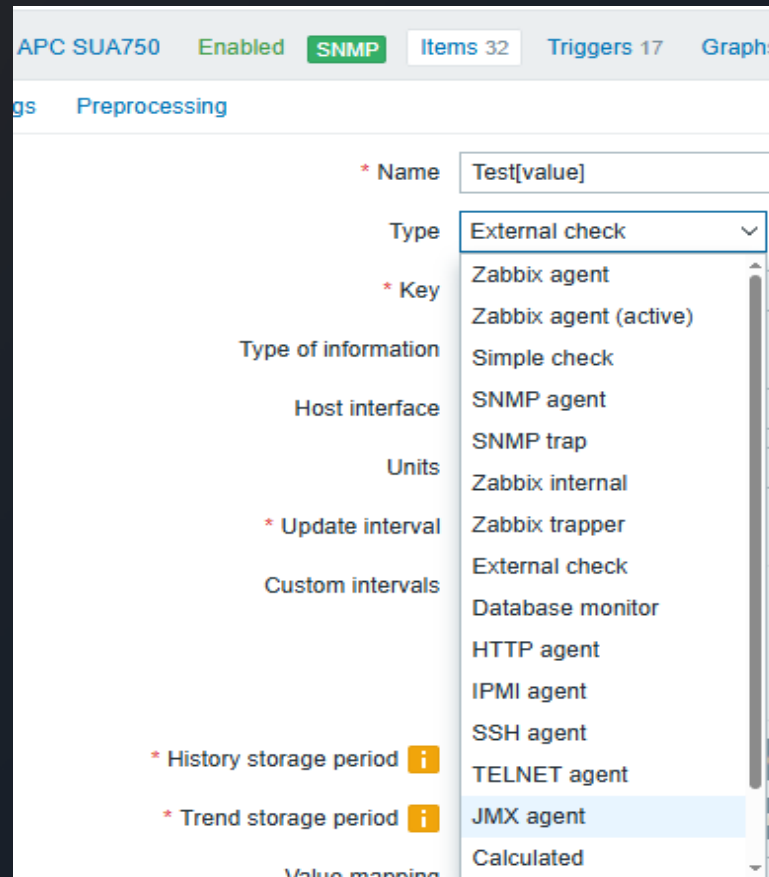 APC SUA750 Enabled SNMP Items 32 Triggers 17 Graphs
gs Preprocessing
* Name Test[value]
Type External check
* Key
Type of information
Host interface
Units
* Update interval
Custom intervals
* History storage period i
* Trend storage period i
Value mapping
Zabbix agent
Zabbix agent (active)
Simple check
SNMP agent
SNMP trap
Zabbix internal
Zabbix trapper
External check
Database monitor
HTTP agent
IPMI agent
SSH agent
TELNET agent
JMX agent
Calculated